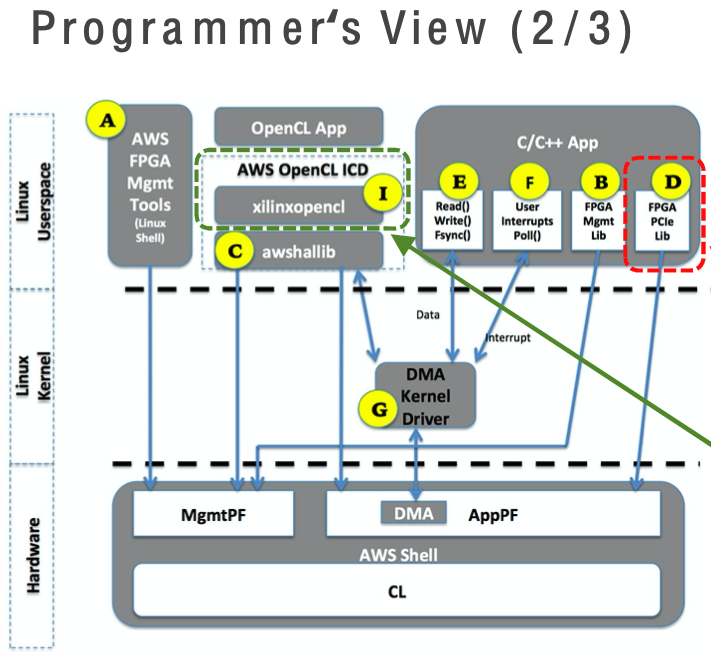 Programmer‘s View (2/3)
Linux
Userspace
A
AWS
FPGA
Mgmt
Tools
(Linux
Shell)
OpenCL App
AWS OpenCL ICD
I
xilinxopencl
C
awshallib
C/C++ App
E
Read()
Write()
Fsync()
F
User
Interrupts
Poll()
B
FPGA
Mgmt
Lib
D
FPGA
PCIe
Lib
Linux
Kernel
Data
Interrupt
DMA
Kernel
Driver
G
Hardware
MgmtPF
DMA
AppPF
AWS Shell
CL